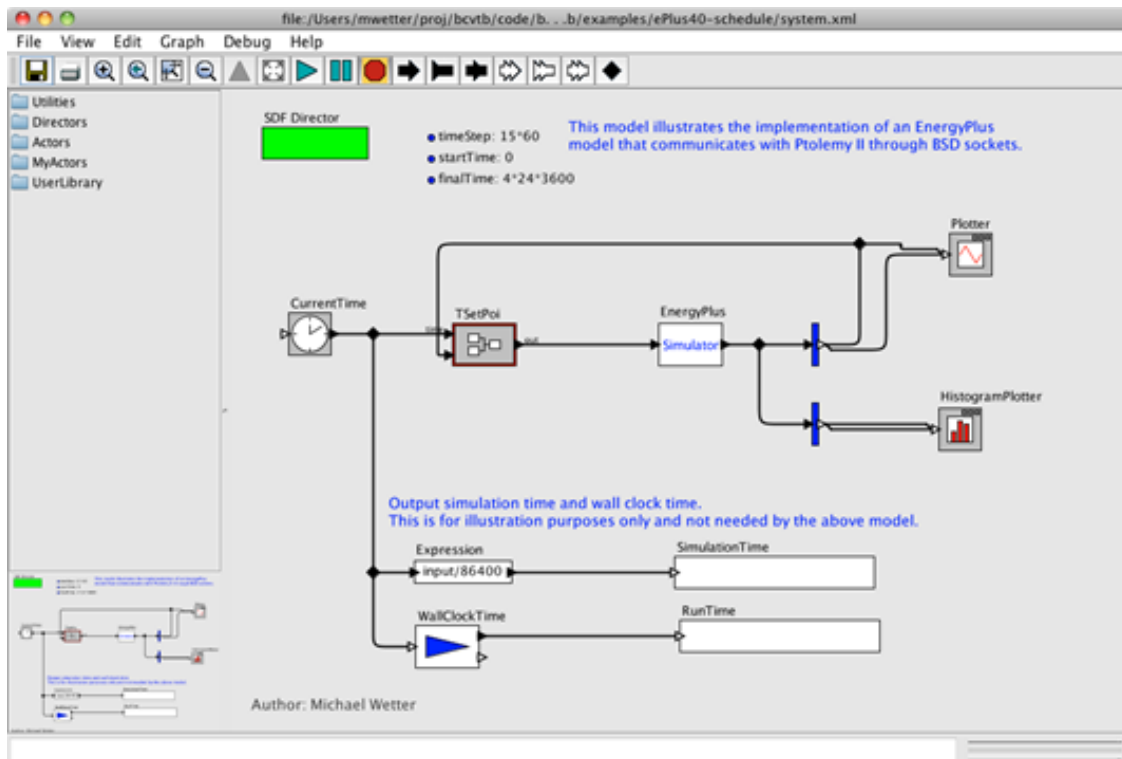 file:/Users/mwetter/proj/bcvtb/code/b. . .b/examples/ePlus40-schedule/system.xml
File View Edit Graph Debug Help
Utilities
Directors
Actors
MyActors
UserLibrary
SDF Director
timeStep: 15*60
startTime: 0
finalTime: 4*24*3600
This model illustrates the implementation of an EnergyPlus
model that communicates with Ptolemy II through BSD sockets.
Plotter
CurrentTime
TSetPoi
out
EnergyPlus
Simulator
HistogramPlotter
Output simulation time and wall clock time.
This is for illustration purposes only and not needed by the above model.
Expression
input/86400
SimulationTime
WallClockTime
RunTime
Author: Michael Wetter